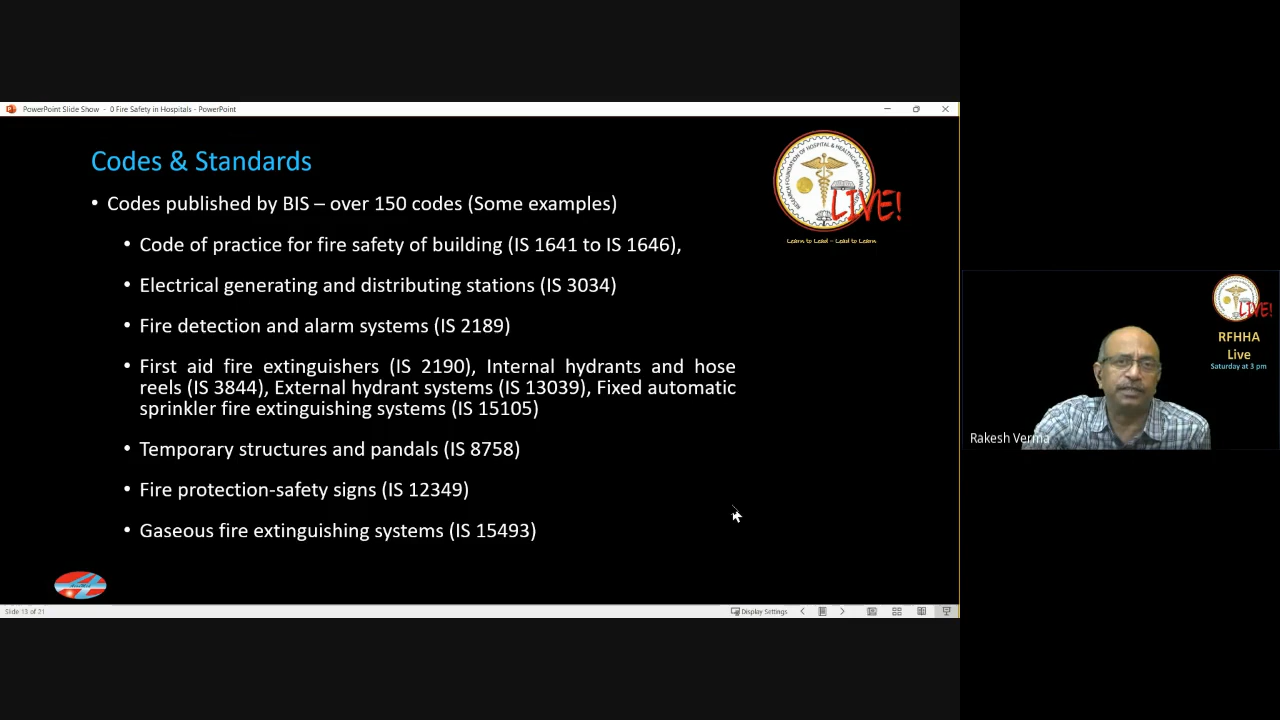 PowerPoint Slide Show - 0 Fire Safety in Hospitals - PowerPoint
Codes & Standards
• Codes published by BIS – over 150 codes (Some examples)
• Code of practice for fire safety of building (IS 1641 to IS 1646),
• Electrical generating and distributing stations (IS 3034)
• Fire detection and alarm systems (IS 2189)
• First aid fire extinguishers (IS 2190), Internal hydrants and hose
reels (IS 3844), External hydrant systems (IS 13039), Fixed automatic
sprinkler fire extinguishing systems (IS 15105)
• Temporary structures and pandals (IS 8758)
• Fire protection-safety signs (IS 12349)
• Gaseous fire extinguishing systems (IS 15493)
LIVE!
Learn to Lead – Lead to Learn
Slide 13 of 21
Display Settings
LIVE!
RFHHA
Live
Saturday at 3 pm
Rakesh Verma